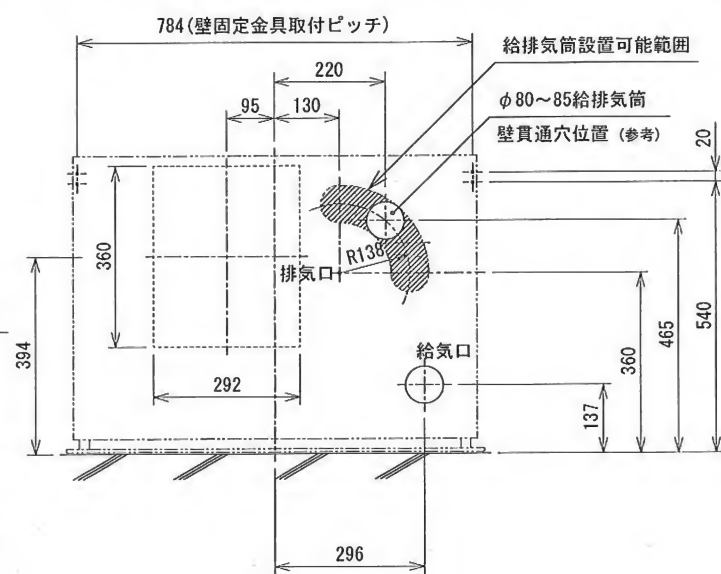 784(壁固定金具取付ピッチ)
給排気筒設置可能範囲
220
φ80～85給排気筒
95
130
壁貫通穴位置 (参考)
20
360
R138
排気口
394
292
給気口
137
360
465
540
296